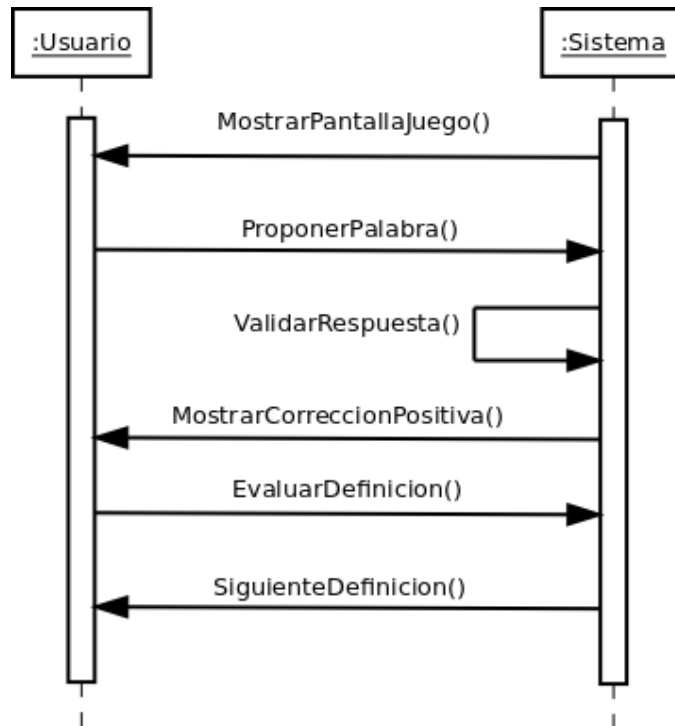 :Usuario
:Sistema
MostrarPantallaJuego()
ProponerPalabra()
ValidarRespuesta()
MostrarCorreccionPositiva()
EvaluarDefinicion()
SiguienteDefinicion()